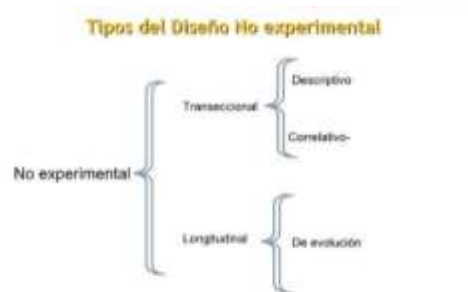 Tipos del Diseño No experimental
Descriptivo
Transeccional
Correlativo-
No experimental
Longitudinal
De evolución